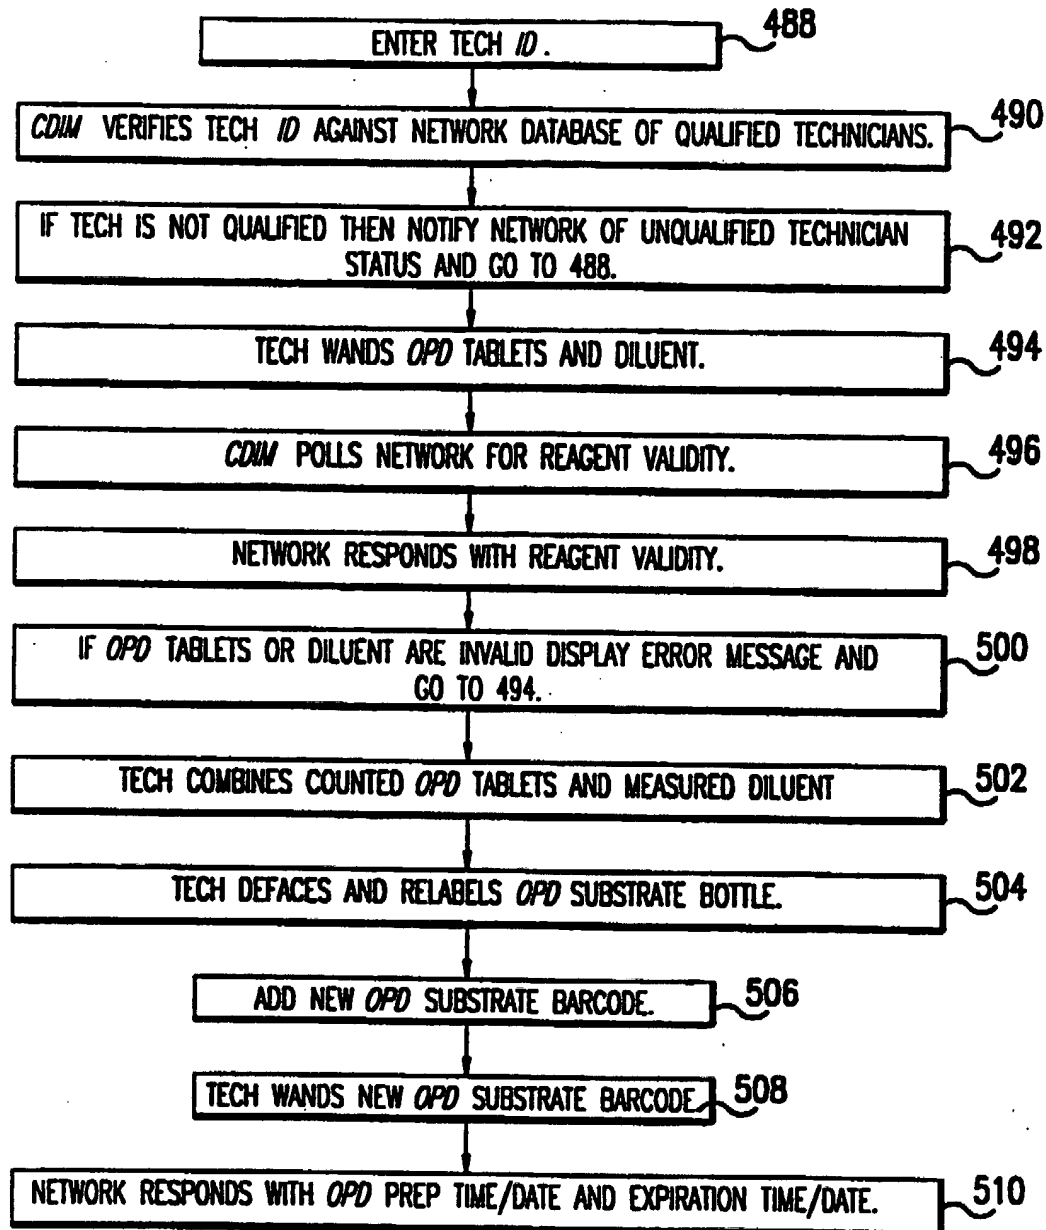 ENTER TECH ID. 488
CDIM VERIFIES TECH ID AGAINST NETWORK DATABASE OF QUALIFIED TECHNICIANS. 490
IF TECH IS NOT QUALIFIED THEN NOTIFY NETWORK OF UNQUALIFIED TECHNICIAN 492
STATUS AND GO TO 488.
TECH WANDS OPD TABLETS AND DILUENT. 494
CDIM POLLS NETWORK FOR REAGENT VALIDITY. 496
NETWORK RESPONDS WITH REAGENT VALIDITY. 498
IF OPD TABLETS OR DILUENT ARE INVALID DISPLAY ERROR MESSAGE AND 500
GO TO 494.
TECH COMBINES COUNTED OPD TABLETS AND MEASURED DILUENT 502
TECH DEFACES AND RELABELS OPD SUBSTRATE BOTTLE. 504
ADD NEW OPD SUBSTRATE BARCODE. 506
TECH WANDS NEW OPD SUBSTRATE BARCODE 508
NETWORK RESPONDS WITH OPD PREP TIME/DATE AND EXPIRATION TIME/DATE. 510